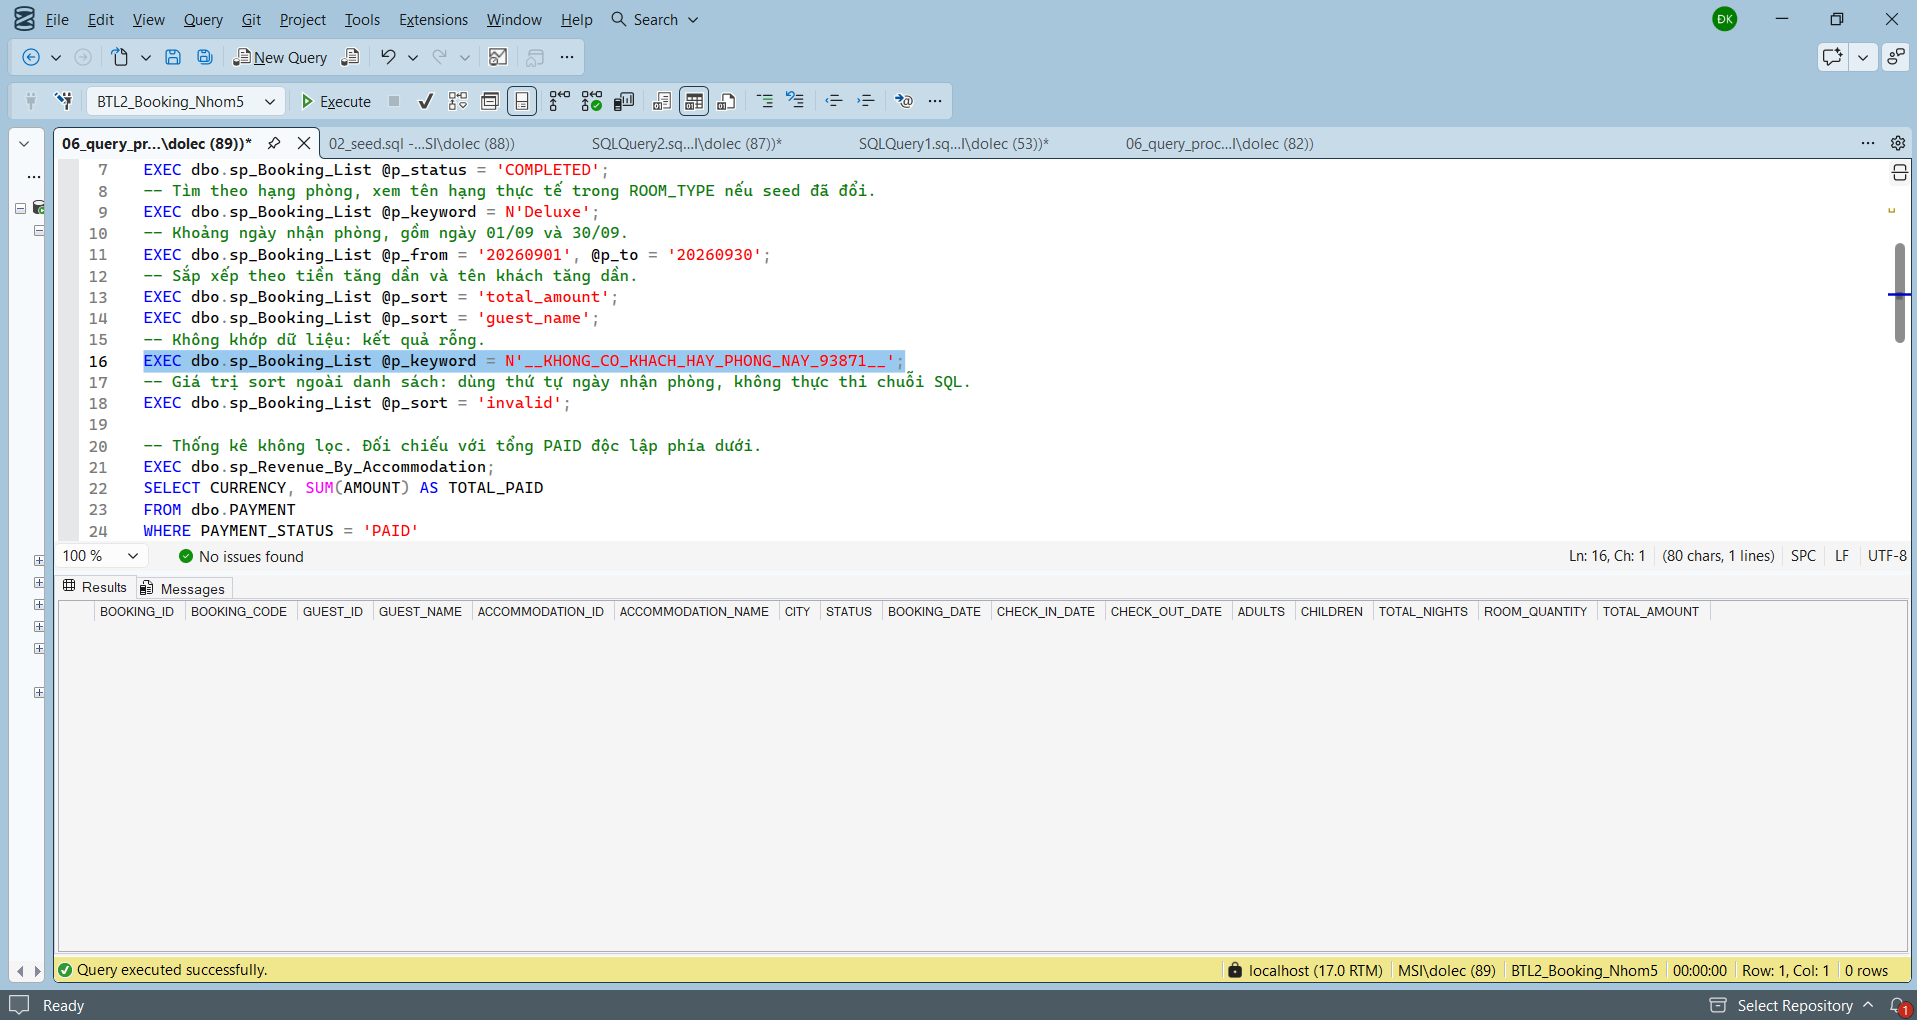 File Edit View Query Git Project Tools Extensions Window Help Search ĐK
New Query
BTL2_Booking_Nhom5 Execute
06_query_pr...\dolec (89))* 02_seed.sql -...SI\dolec (88)) SQLQuery2.sq...I\dolec (87))* SQLQuery1.sq...I\dolec (53))* 06_query_proc...I\dolec (82))
7 EXEC dbo.sp_Booking_List @p_status = 'COMPLETED';
8 -- Tìm theo hạng phòng, xem tên hạng thực tế trong ROOM_TYPE nếu seed đã đổi.
9 EXEC dbo.sp_Booking_List @p_keyword = N'Deluxe';
10 -- Khoảng ngày nhận phòng, gồm ngày 01/09 và 30/09.
11 EXEC dbo.sp_Booking_List @p_from = '20260901', @p_to = '20260930';
12 -- Sắp xếp theo tiền tăng dần và tên khách tăng dần.
13 EXEC dbo.sp_Booking_List @p_sort = 'total_amount';
14 EXEC dbo.sp_Booking_List @p_sort = 'guest_name';
15 -- Không khớp dữ liệu: kết quả rỗng.
16 EXEC dbo.sp_Booking_List @p_keyword = N'__KHONG_CO_KHACH_HAY_PHONG_NAY_93871__';
17 -- Giá trị sort ngoài danh sách: dùng thứ tự ngày nhận phòng, không thực thi chuỗi SQL.
18 EXEC dbo.sp_Booking_List @p_sort = 'invalid';
19
20 -- Thống kê không lọc. Đối chiếu với tổng PAID độc lập phía dưới.
21 EXEC dbo.sp_Revenue_By_Accommodation;
22 SELECT CURRENCY, SUM(AMOUNT) AS TOTAL_PAID
23 FROM dbo.PAYMENT
24 WHERE PAYMENT_STATUS = 'PAID'
100 % No issues found Ln: 16, Ch: 1 (80 chars, 1 lines) SPC LF UTF-8
Results Messages
BOOKING_ID BOOKING_CODE GUEST_ID GUEST_NAME ACCOMMODATION_ID ACCOMMODATION_NAME CITY STATUS BOOKING_DATE CHECK_IN_DATE CHECK_OUT_DATE ADULTS CHILDREN TOTAL_NIGHTS ROOM_QUANTITY TOTAL_AMOUNT
Query executed successfully. localhost (17.0 RTM) MSI\dolec (89) BTL2_Booking_Nhom5 00:00:00 Row: 1, Col: 1 0 rows
Ready Select Repository 1